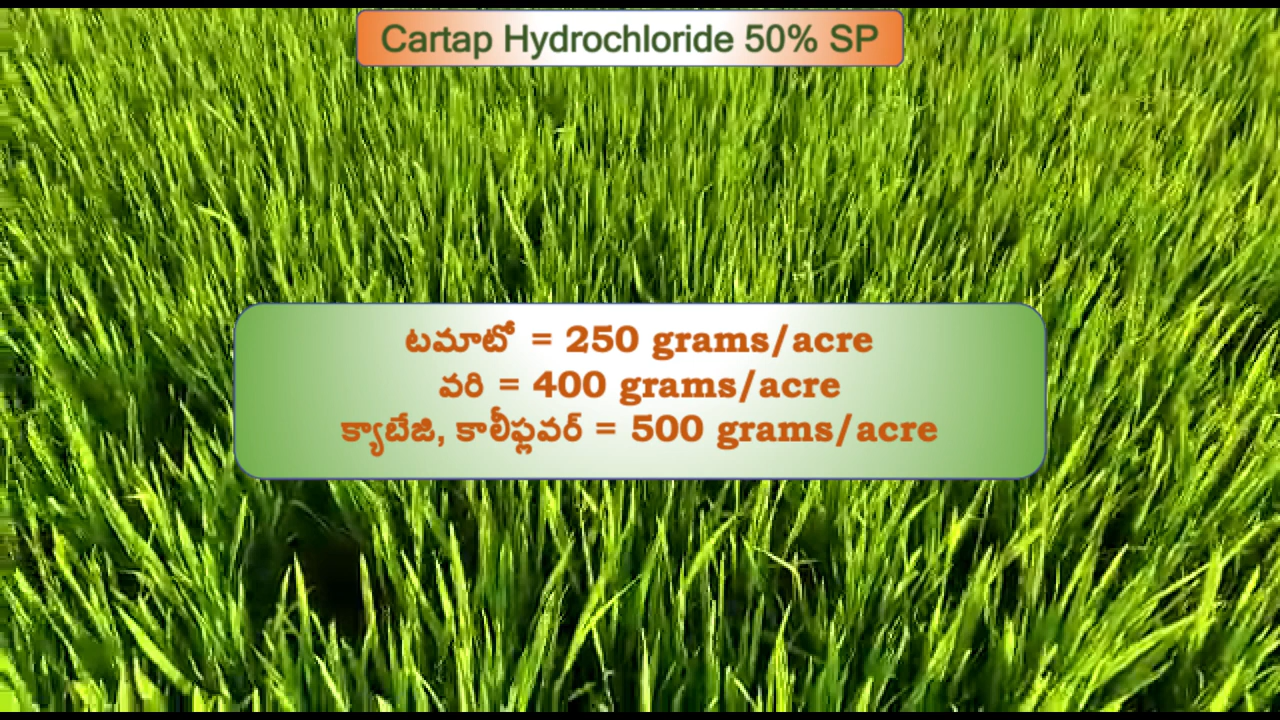 Cartap Hydrochloride 50% SP
టమాటో = 250 grams/acre
వరి = 400 grams/acre
క్యాబేజి, కాలీఫ్లవర్ = 500 grams/acre